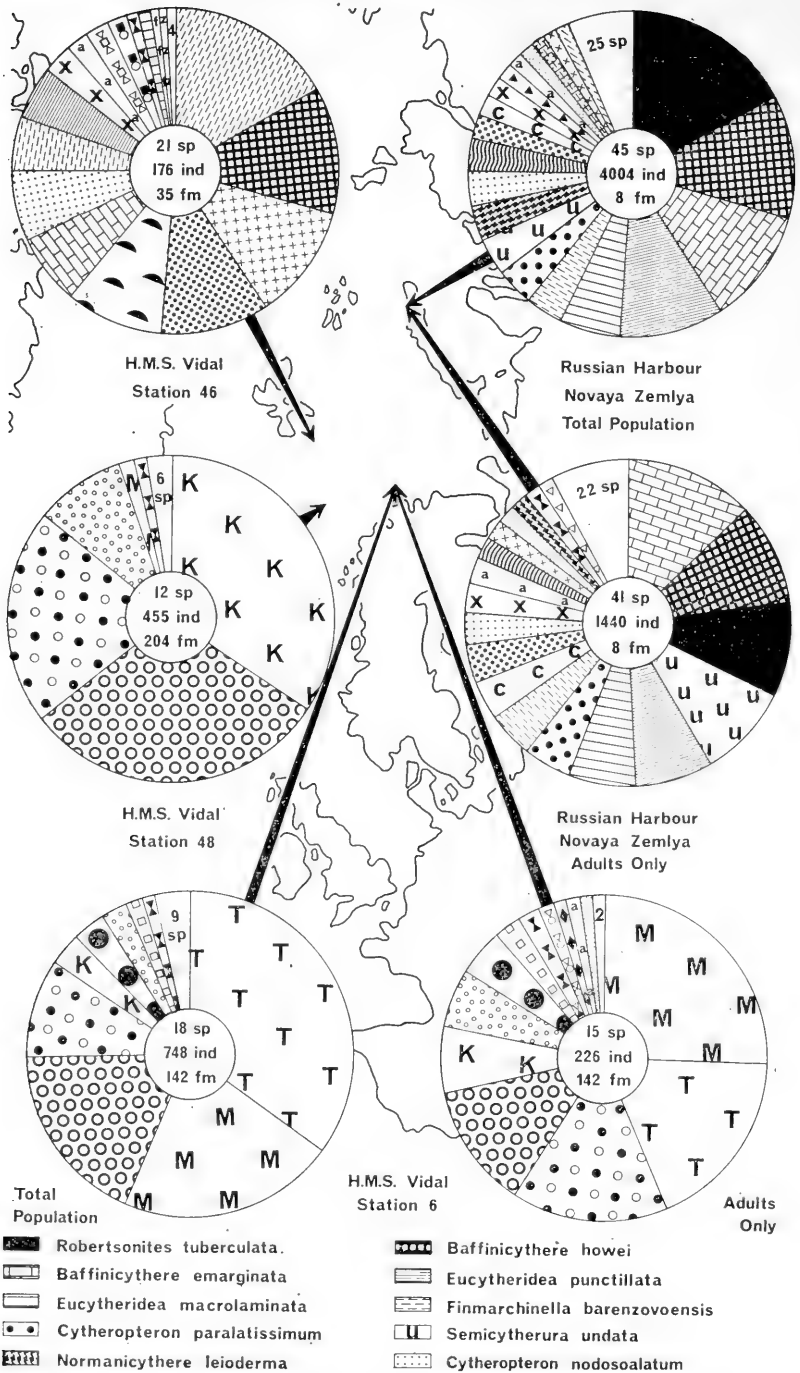 21 sp
176 ind
35 fm
4
fz
a
a
a
X
X
X
H.M.S. Vidal
Station 46
25 sp
45 sp
4004 ind
8 fm
a
a
X
X
X
C
C
C
U
U
U
Russian Harbour
Novaya Zemlya
Total Population
6
sp
M
K
K
K
K
K
K
K
K
12 sp
455 ind
204 fm
H.M.S. Vidal
Station 48
22 sp
41 sp
1440 ind
8 fm
a
a
a
X
X
X
C
C
C
u
u
u
u
u
u
u
Russian Harbour
Novaya Zemlya
Adults Only
9
sp
T
T
T
T
T
T
T
T
T
K
K
18 sp
748 ind
142 fm
M
M
M
M
M
Total
Population
2
a
a
M
M
M
M
M
M
K
K
15 sp
226 ind
142 fm
T
T
T
T
H.M.S. Vidal
Station 6
Adults
Only
Robertsonites tuberculata.
Baffinicythere emarginata
Eucytheridea macrolaminata
Cytheropteron paralatissimum
Normanicythere leioderma
Baffinicythere howei
Eucytheridea punctillata
Finmarchinella barenzovoensis
U Semicytherura undata
Cytheropteron nodosoalatum